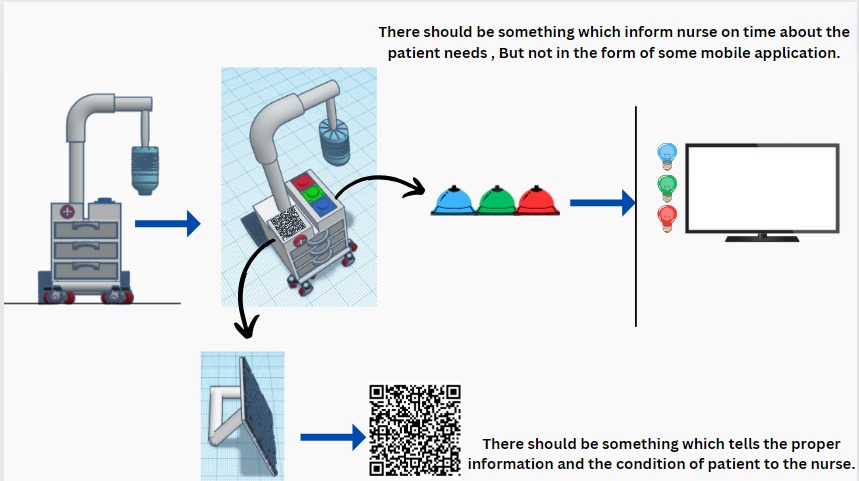 There should be something which inform nurse on time about the
patient needs , But not in the form of some mobile application.
There should be something which tells the proper
information and the condition of patient to the nurse.